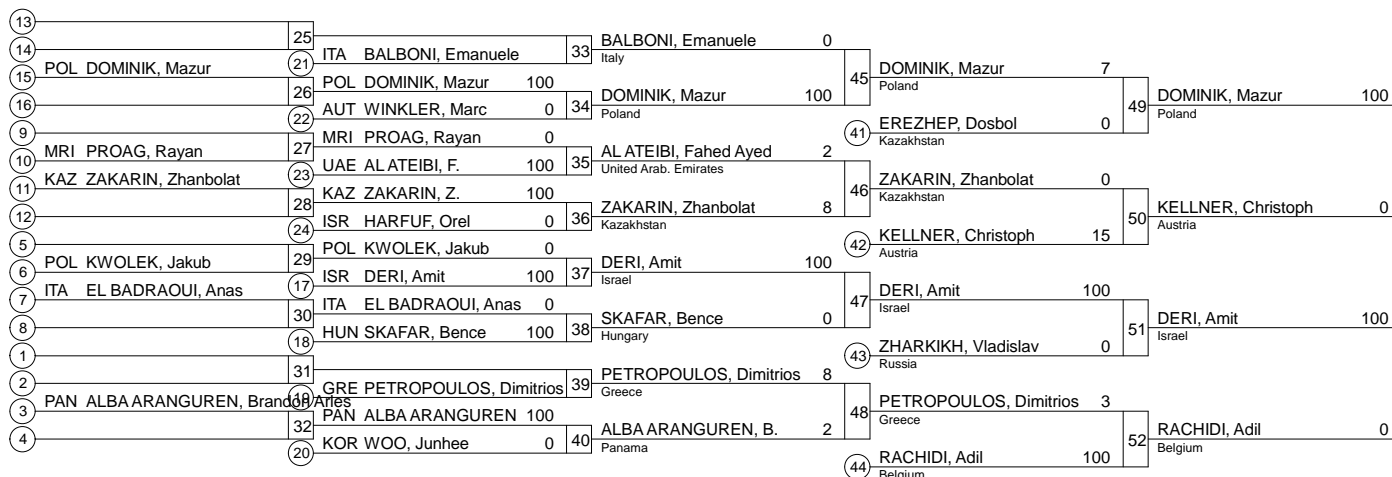 13
25
14
21 ITA BALBONI, Emanuele
33 BALBONI, Emanuele 0
Italy
15 POL DOMINIK, Mazur
26 POL DOMINIK, Mazur 100
16
22 AUT WINKLER, Marc 0
34 DOMINIK, Mazur 100
Poland
45 DOMINIK, Mazur 7
Poland
49 DOMINIK, Mazur 100
Poland
41 EREZHEP, Dosbol 0
Kazakhstan
9
27 MRI PROAG, Rayan 0
10 MRI PROAG, Rayan
23 UAE AL ATEIBI, F. 100
35 AL ATEIBI, Fahed Ayed 2
United Arab. Emirates
11 KAZ ZAKARIN, Zhanbolat
28 KAZ ZAKARIN, Z. 100
12
24 ISR HARFUF, Orel 0
36 ZAKARIN, Zhanbolat 8
Kazakhstan
46 ZAKARIN, Zhanbolat 0
Kazakhstan
50 KELLNER, Christoph 0
Austria
42 KELLNER, Christoph 15
Austria
5
29 POL KWOLEK, Jakub 0
6 POL KWOLEK, Jakub
17 ISR DERI, Amit 100
37 DERI, Amit 100
Israel
7 ITA EL BADRAOUI, Anas
30 ITA EL BADRAOUI, Anas 0
8
18 HUN SKAFAR, Bence 100
38 SKAFAR, Bence 0
Hungary
47 DERI, Amit 100
Israel
51 DERI, Amit 100
Israel
43 ZHARKIKH, Vladislav 0
Russia
1
31
2
19 GRE PETROPOULOS, Dimitrios
39 PETROPOULOS, Dimitrios 8
Greece
3 PAN ALBA ARANGUREN, Brandon Aries
32 PAN ALBA ARANGUREN 100
4
20 KOR WOO, Junhee 0
40 ALBA ARANGUREN, B. 2
Panama
48 PETROPOULOS, Dimitrios 3
Greece
52 RACHIDI, Adil 0
Belgium
44 RACHIDI, Adil 100
Belgium